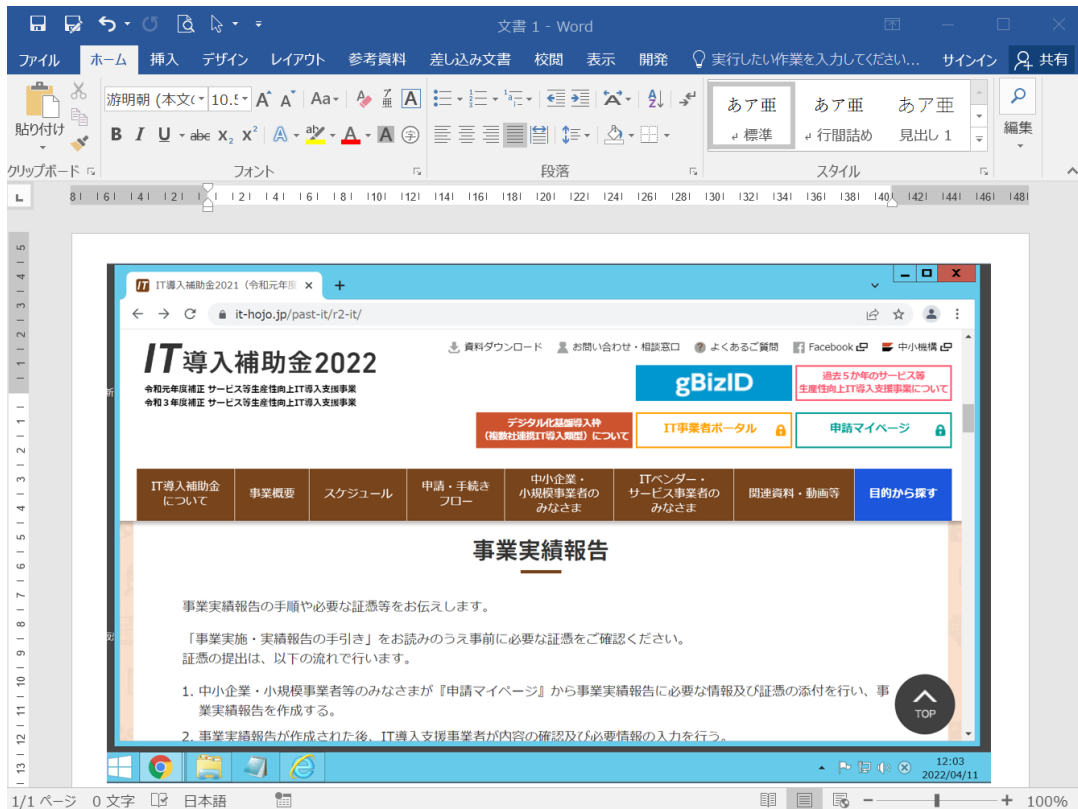 文書 1 - Word
ファイル ホーム 挿入 デザイン レイアウト 参考資料 差し込み文書 校閲 表示 開発 実行したい作業を入力してください... サインイン 共有
貼り付け
游明朝 (本文( 10.5
あア亜 あア亜 あア亜
標準 行間詰め 見出し 1
編集
クリップボード フォント 段落 スタイル
8 6 4 2 2 4 6 8 10 12 14 16 18 20 22 24 26 28 30 32 34 36 38 40 42 44 46 48
IT導入補助金2021（令和元年度
it-hojo.jp/past-it/r2-it/
資料ダウンロード お問い合わせ・相談窓口 よくあるご質問 Facebook 中小機構
IT導入補助金2022
令和元年度補正 サービス等生産性向上IT導入支援事業
令和3年度補正 サービス等生産性向上IT導入支援事業
gBizID
過去5か年のサービス等
生産性向上IT導入支援事業について
デジタル化基盤導入枠
(複数社連携IT導入類型) について
IT事業者ポータル
申請マイページ
IT導入補助金
について
事業概要
スケジュール
申請・手続き
フロー
中小企業・
小規模事業者の
みなさま
ITベンダー・
サービス事業者の
みなさま
関連資料・動画等
目的から探す
事業実績報告
事業実績報告の手順や必要な証憑等をお伝えします。
「事業実施・実績報告の手引き」をお読みのうえ事前に必要な証憑をご確認ください。
証憑の提出は、以下の流れで行います。
1. 中小企業・小規模事業者等のみなさまが『申請マイページ』から事業実績報告に必要な情報及び証憑の添付を行い、事
業実績報告を作成する。
2. 事業実績報告が作成された後、IT導入支援事業者が内容の確認及び必要情報の入力を行う。
TOP
12:03
2022/04/11
1/1 ページ 0 文字 日本語 100%